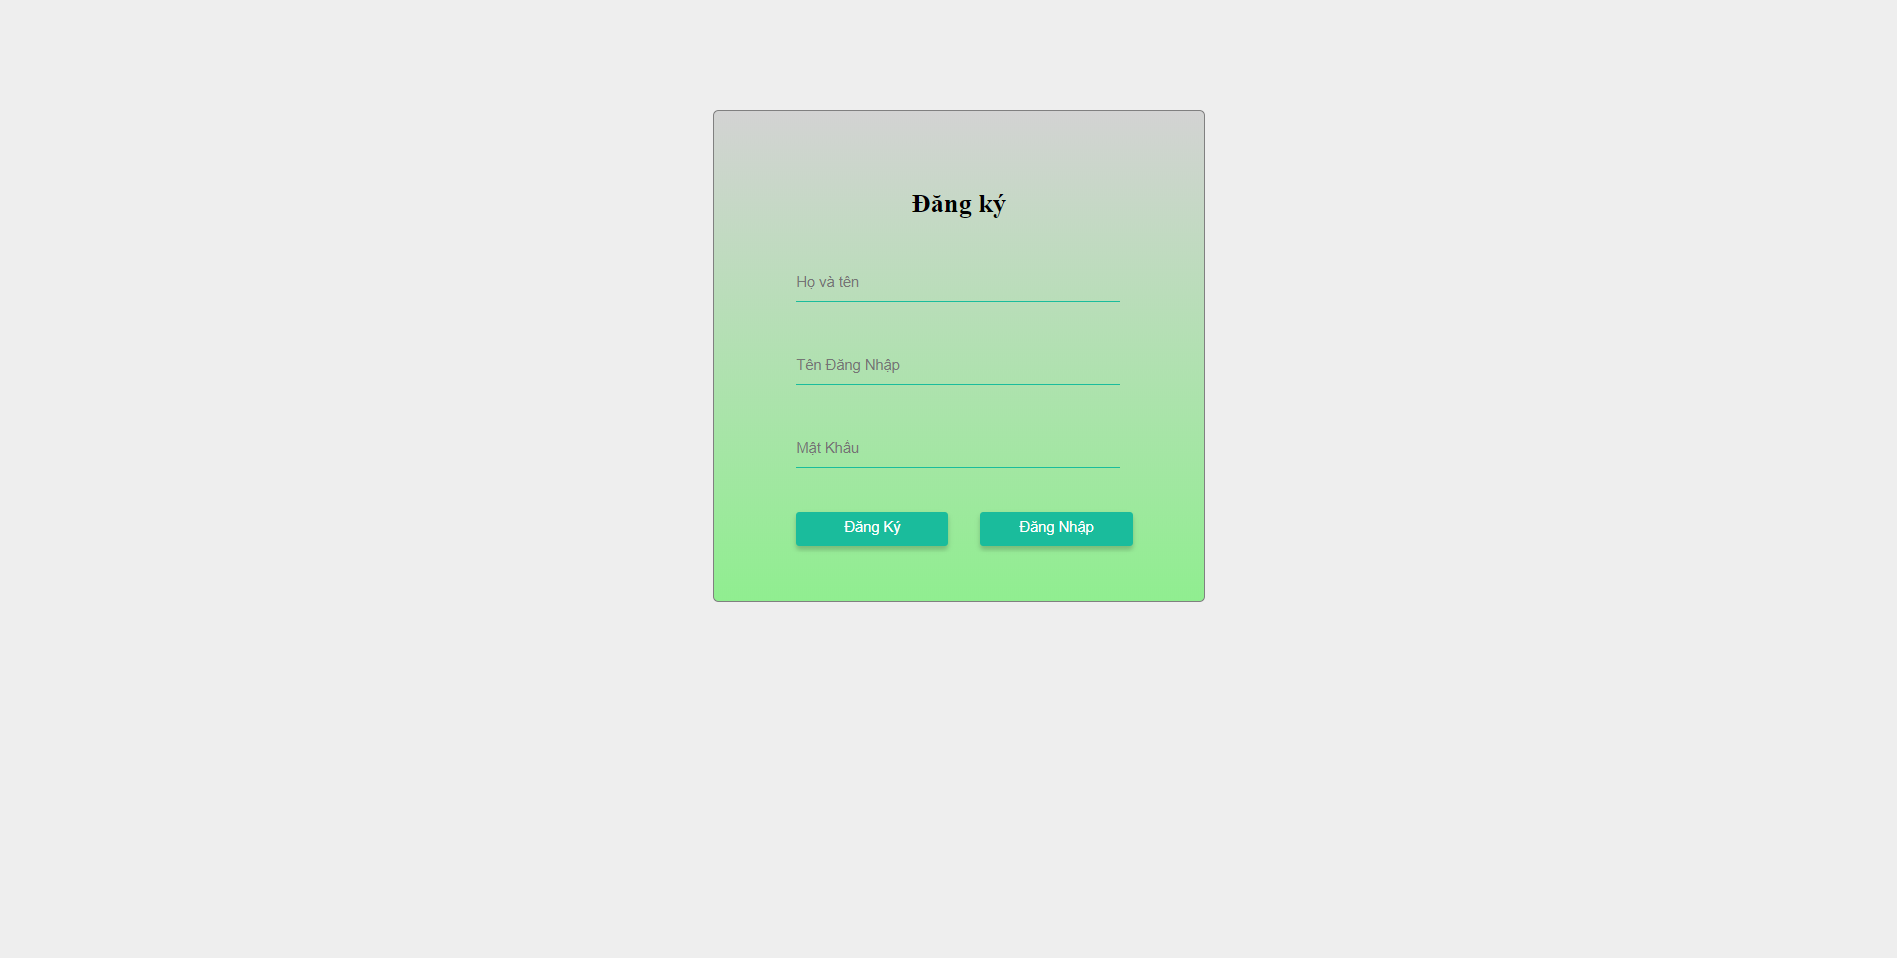 Đăng ký
Họ và tên
Tên Đăng Nhập
Mật Khẩu
Đăng Ký
Đăng Nhập